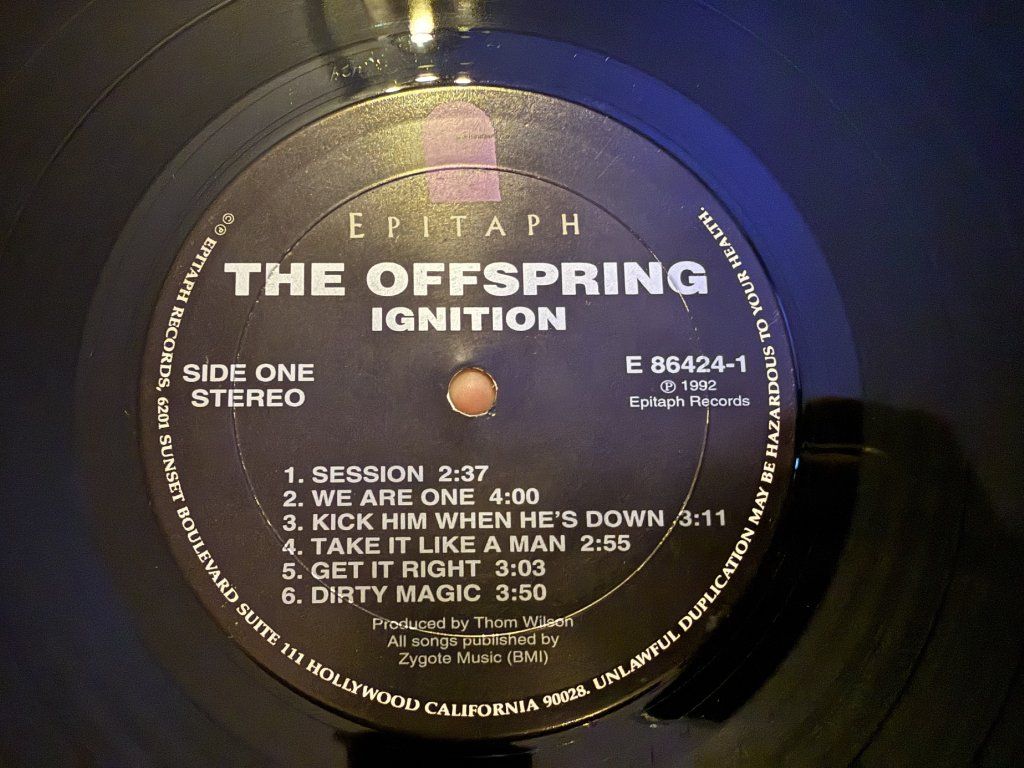 EPITAPH
THE OFFSPRING
IGNITION
SIDE ONE
STEREO
E 86424-1
℗ 1992
Epitaph Records
1. SESSION 2:37
2. WE ARE ONE 4:00
3. KICK HIM WHEN HE'S DOWN 3:11
4. TAKE IT LIKE A MAN 2:55
5. GET IT RIGHT 3:03
6. DIRTY MAGIC 3:50
Produced by Thom Wilson
All songs published by
Zygote Music (BMI)
©℗ EPITAPH RECORDS, 6201 SUNSET BOULEVARD SUITE 111 HOLLYWOOD CALIFORNIA 90028. UNLAWFUL DUPLICATION MAY BE HAZARDOUS TO YOUR HEALTH.